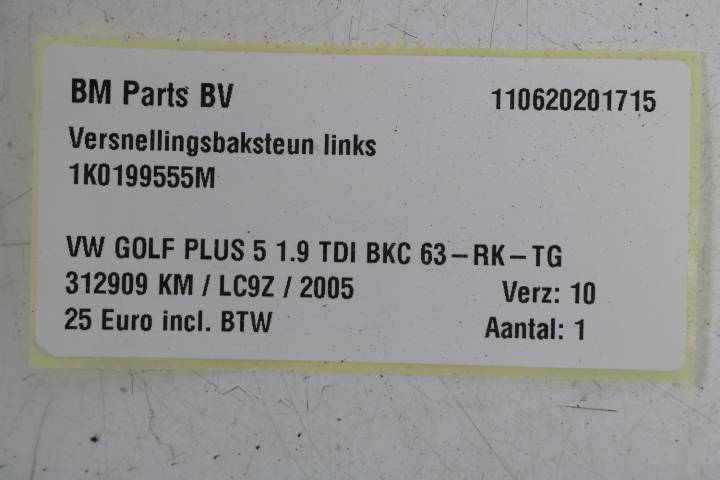 BM Parts BV 110620201715
Versnellingsbaksteun links
1K0199555M
VW GOLF PLUS 5 1.9 TDI BKC 63-RK-TG
312909 KM / LC9Z / 2005 Verz: 10
25 Euro incl. BTW Aantal: 1